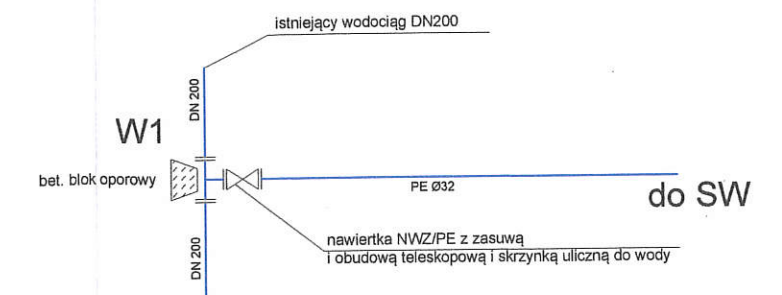 istniejący wodociąg DN200
DN 200
W1
bet. blok oporowy
PE Ø32
do SW
nawiertka NWZ/PE z zasuwą
i obudową teleskopową i skrzynką uliczną do wody
DN 200